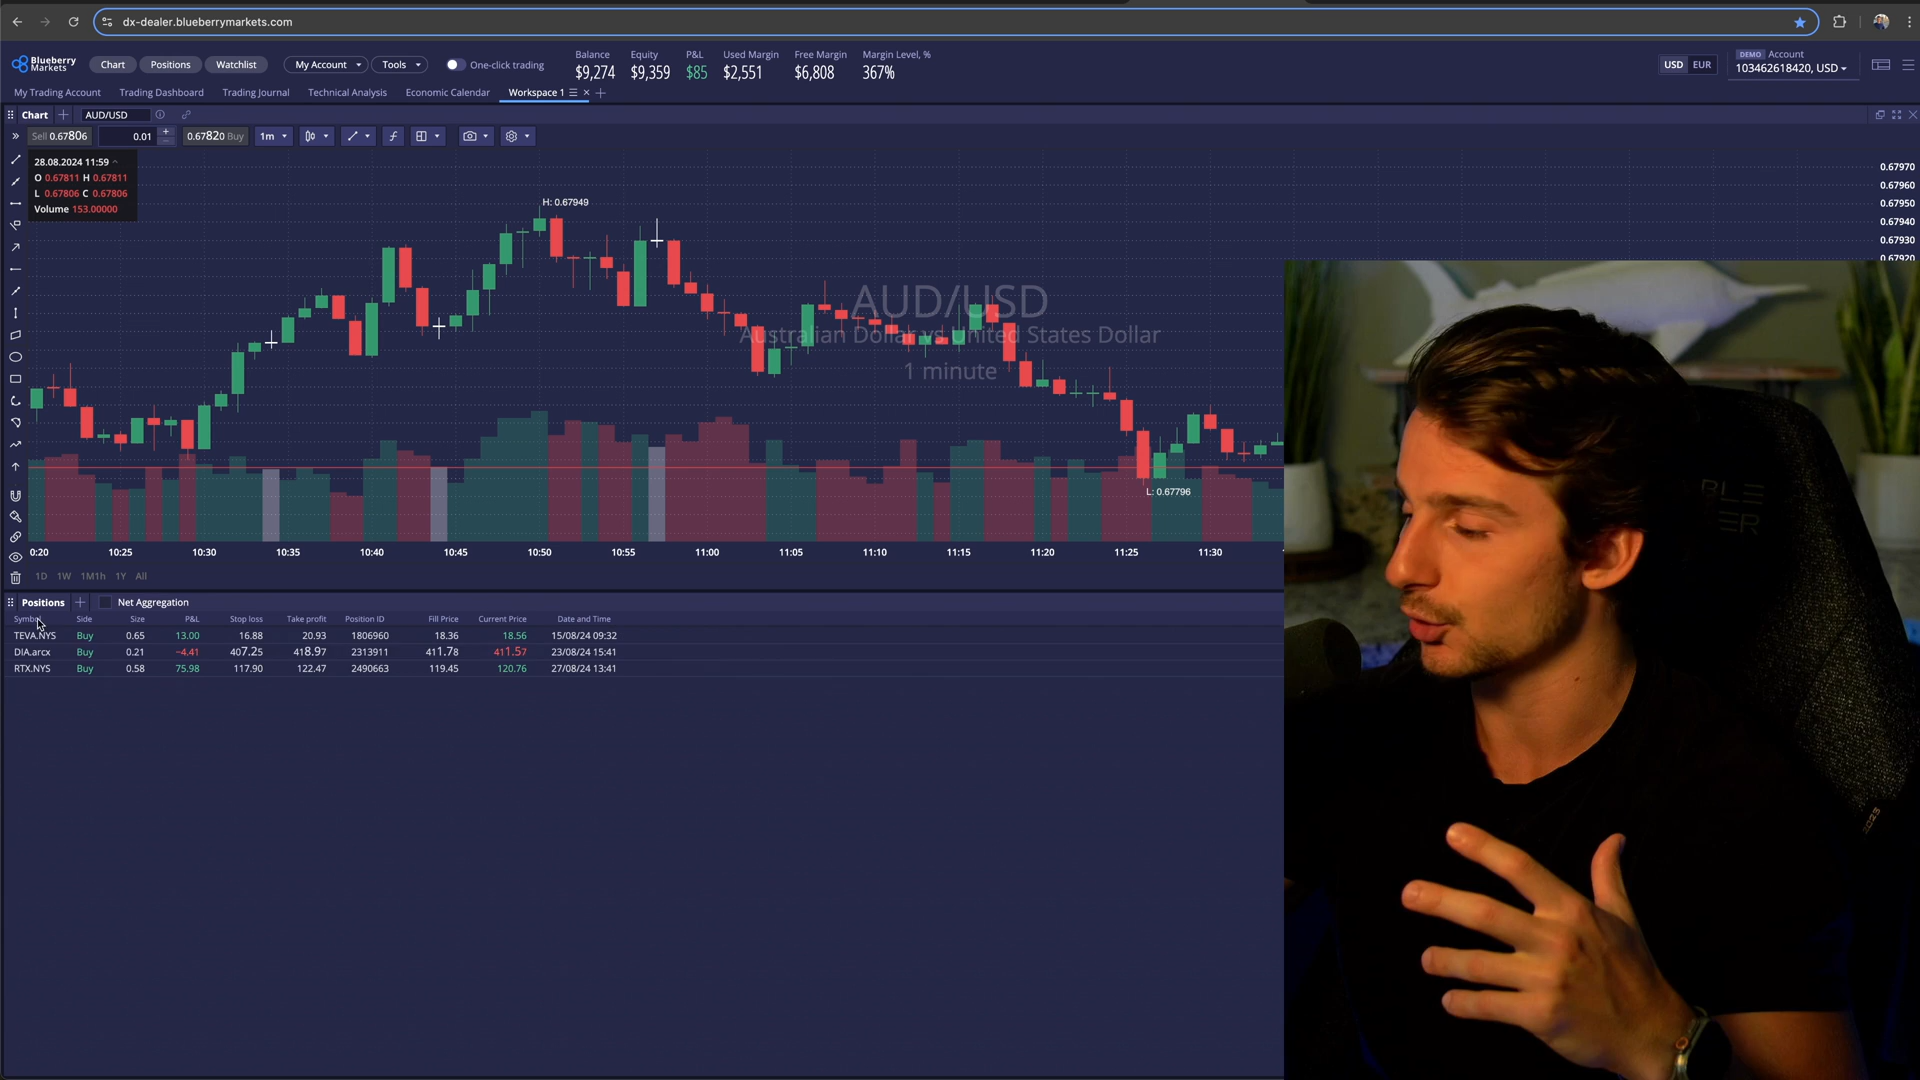 dx-dealer.blueberrymarkets.com
Blueberry Markets
Chart
Positions
Watchlist
My Account
Tools
One-click trading
Balance
$9,274
Equity
$9,359
P&L
$85
Used Margin
$2,551
Free Margin
$6,808
Margin Level, %
367%
USD EUR
DEMO Account
103462618420, USD
My Trading Account
Trading Dashboard
Trading Journal
Technical Analysis
Economic Calendar
Workspace 1
Chart
AUD/USD
Sell 0.67806
0.01
0.67820 Buy
1m
28.08.2024 11:59
O 0.67811 H 0.67811
L 0.67806 C 0.67806
Volume 153.00000
H: 0.67949
AUD/USD
Australian Dollar vs United States Dollar
1 minute
L: 0.67796
0.67970
0.67960
0.67950
0.67940
0.67930
0.67920
0:20 10:25 10:30 10:35 10:40 10:45 10:50 10:55 11:00 11:05 11:10 11:15 11:20 11:25 11:30
1D 1W 1M1h 1Y All
Positions
Net Aggregation
Symbol Side Size P&L Stop loss Take profit Position ID Fill Price Current Price Date and Time
TEVA.NYS Buy 0.65 13.00 16.88 20.93 1806960 18.36 18.56 15/08/24 09:32
DIA.arcx Buy 0.21 −4.41 407.25 418.97 2313911 411.78 411.57 23/08/24 15:41
RTX.NYS Buy 0.58 75.98 117.90 122.47 2490663 119.45 120.76 27/08/24 13:41